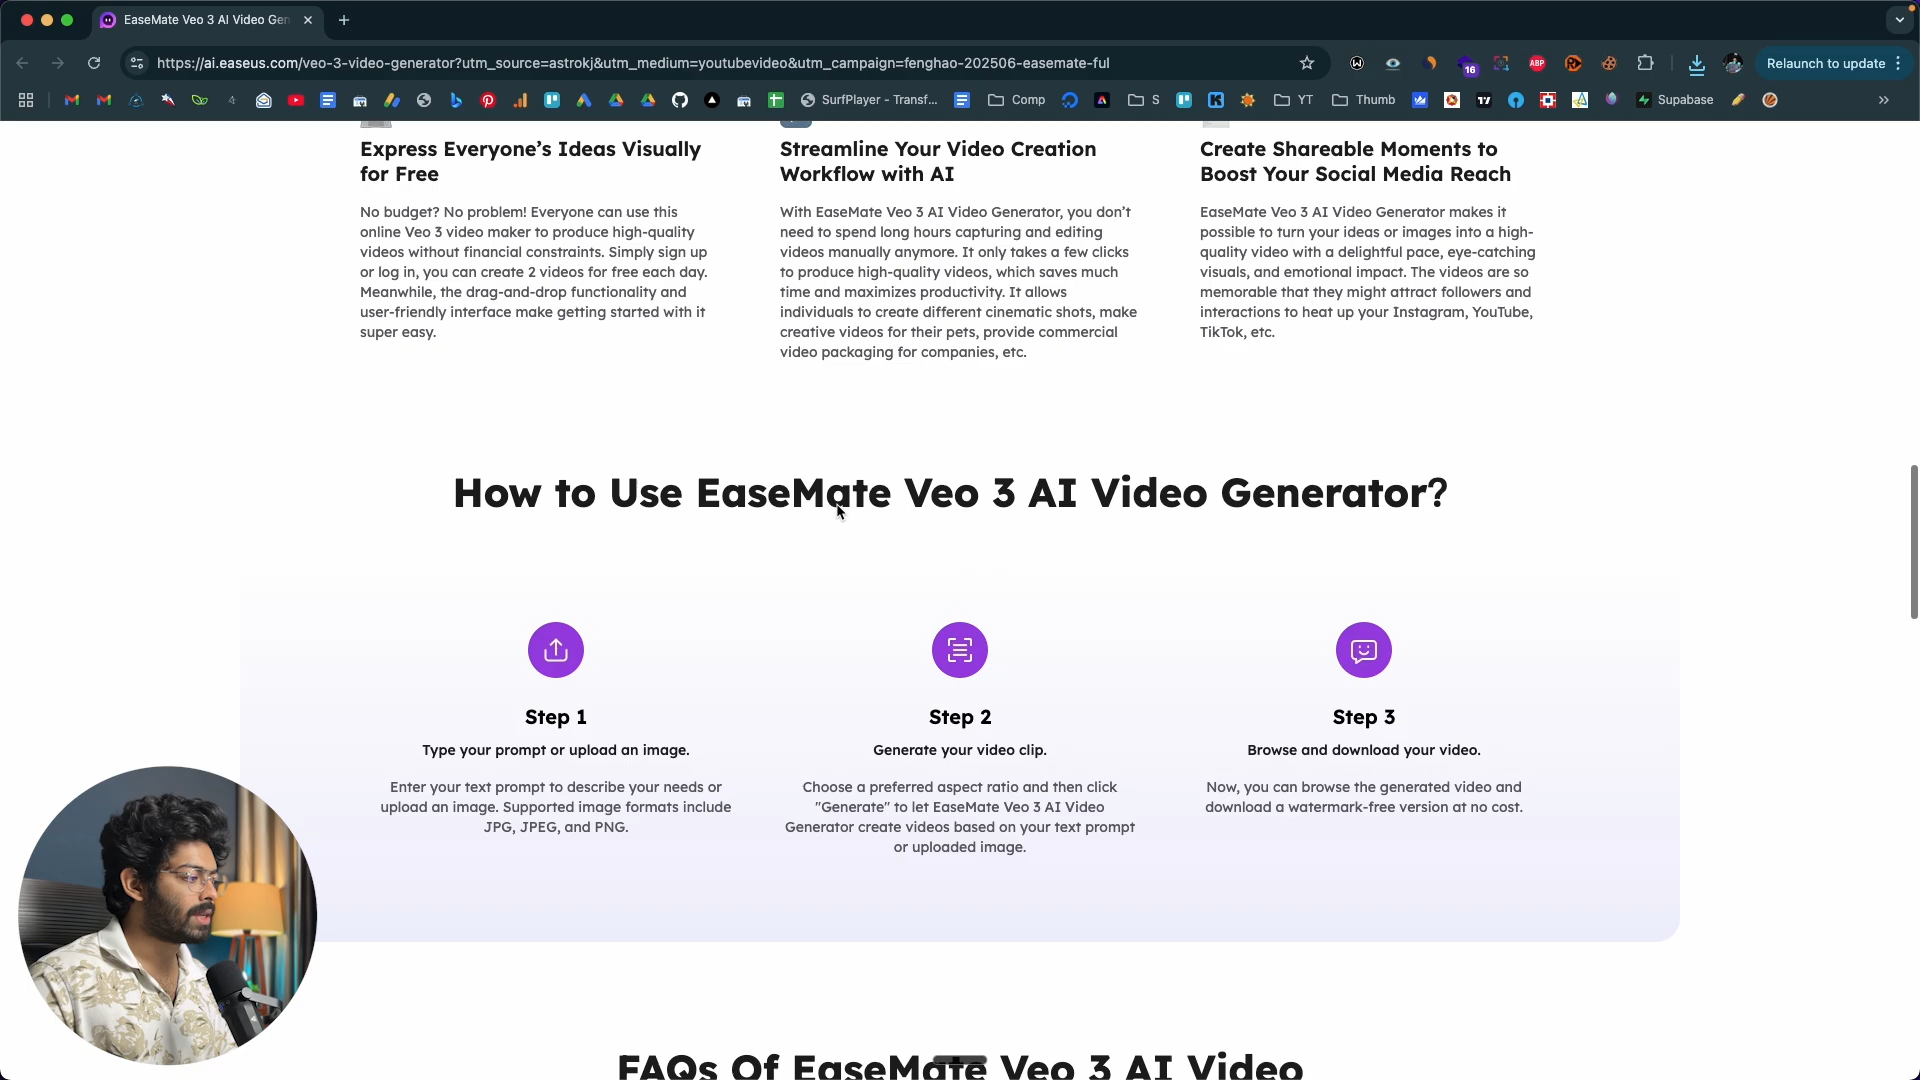 EaseMate Veo 3 AI Video Gen
https://ai.easeus.com/veo-3-video-generator?utm_source=astrokj&utm_medium=youtubevideo&utm_campaign=fenghao-202506-easemate-ful
16
ABP
Relaunch to update
SurfPlayer - Transf...
Comp
S
YT
Thumb
Supabase
Express Everyone’s Ideas Visually
for Free
No budget? No problem! Everyone can use this
online Veo 3 video maker to produce high-quality
videos without financial constraints. Simply sign up
or log in, you can create 2 videos for free each day.
Meanwhile, the drag-and-drop functionality and
user-friendly interface make getting started with it
super easy.
Streamline Your Video Creation
Workflow with AI
With EaseMate Veo 3 AI Video Generator, you don’t
need to spend long hours capturing and editing
videos manually anymore. It only takes a few clicks
to produce high-quality videos, which saves much
time and maximizes productivity. It allows
individuals to create different cinematic shots, make
creative videos for their pets, provide commercial
video packaging for companies, etc.
Create Shareable Moments to
Boost Your Social Media Reach
EaseMate Veo 3 AI Video Generator makes it
possible to turn your ideas or images into a high-
quality video with a delightful pace, eye-catching
visuals, and emotional impact. The videos are so
memorable that they might attract followers and
interactions to heat up your Instagram, YouTube,
TikTok, etc.
How to Use EaseMate Veo 3 AI Video Generator?
Step 1
Type your prompt or upload an image.
Enter your text prompt to describe your needs or
upload an image. Supported image formats include
JPG, JPEG, and PNG.
Step 2
Generate your video clip.
Choose a preferred aspect ratio and then click
"Generate" to let EaseMate Veo 3 AI Video
Generator create videos based on your text prompt
or uploaded image.
Step 3
Browse and download your video.
Now, you can browse the generated video and
download a watermark-free version at no cost.
FAQs Of EaseMate Veo 3 AI Video